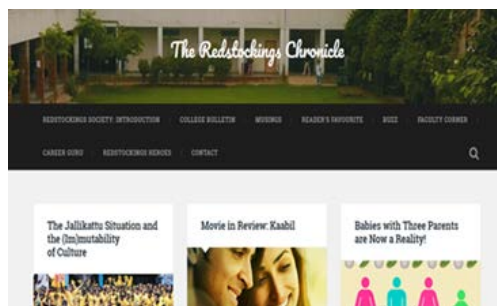 The Redstockings Chronicle
REDSTOCKINGS SOCIETY: INTRODUCTION COLLEGE BULLETIN MUSINGS READER'S FAVOURITE BUZZ FACULTY CORNER
CAREER GURU REDSTOCKINGS HEROES CONTACT
The Jallikattu Situation and
the (Im)mutability
of Culture
Movie in Review: Kaabil
Babies with Three Parents
are Now a Reality!